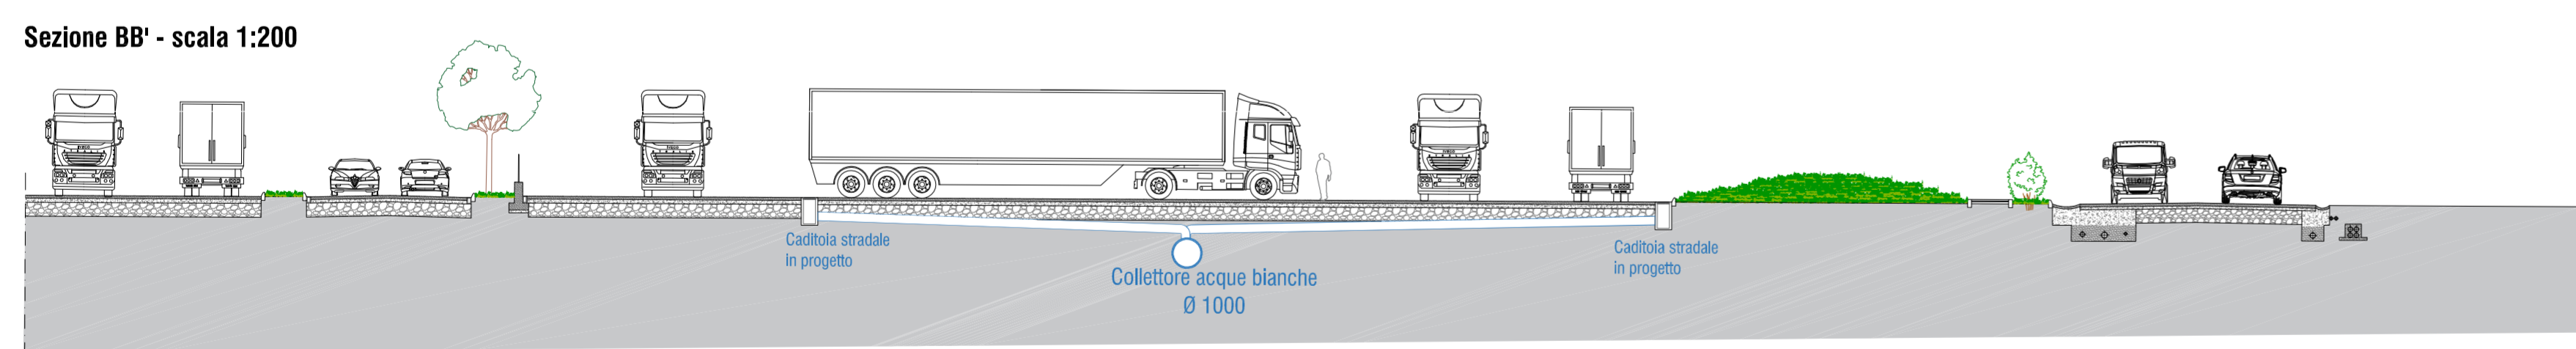 Sezione BB' - scala 1:200
Caditoia stradale
in progetto
Collettore acque bianche
Ø 1000
Caditoia stradale
in progetto